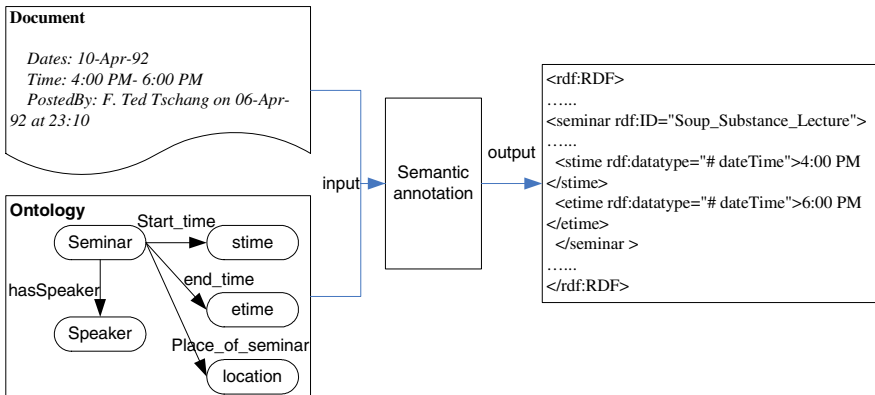 Document
Dates: 10-Apr-92
Time: 4:00 PM- 6:00 PM
PostedBy: F. Ted Tschang on 06-Apr-
92 at 23:10
Ontology
Start_time
Seminar
stime
end_time
hasSpeaker
etime
Speaker
Place_of_seminar
location
input
Semantic
annotation
output
<rdf:RDF>
…...
<seminar rdf:ID="Soup_Substance_Lecture">
…...
<stime rdf:datatype="# dateTime">4:00 PM
</stime>
<etime rdf:datatype="# dateTime">6:00 PM
</etime>
</seminar >
…...
</rdf:RDF>